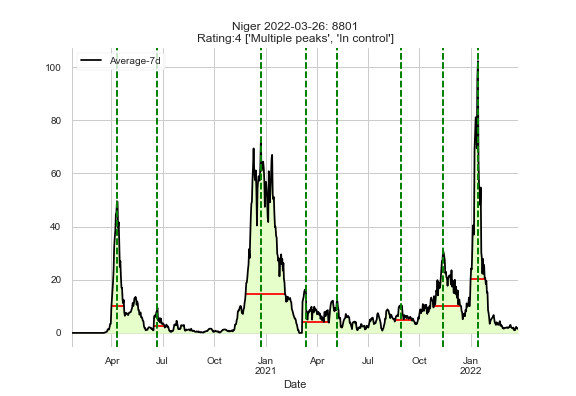 Niger 2022-03-26: 8801
Rating:4 ['Multiple peaks', 'In control']
Average-7d
100
80
60
40
20
0
Apr Jul Oct Jan Apr Jul Oct Jan
2021 2022
Date